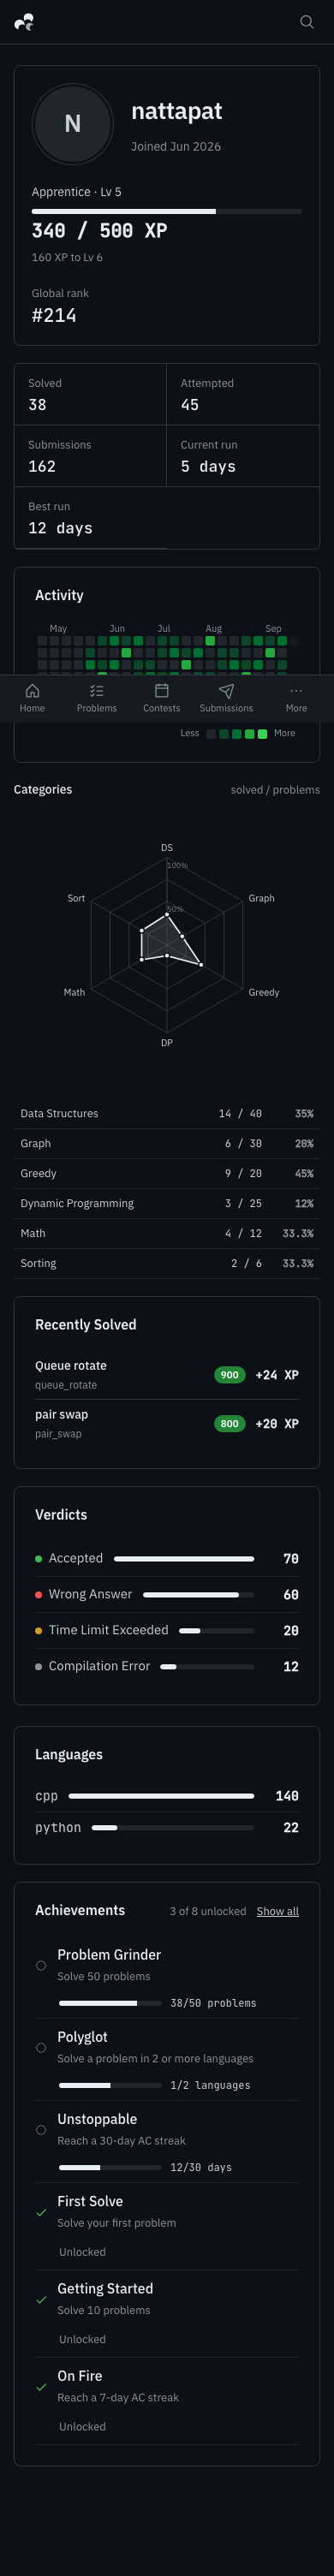 N
nattapat
Joined Jun 2026
Apprentice · Lv 5
340 / 500 XP
160 XP to Lv 6
Global rank
#214
Solved
38
Attempted
45
Submissions
162
Current run
5 days
Best run
12 days
Activity
May Jun Jul Aug Sep
Home
Problems
Contests
Submissions
More
Less More
Categories solved / problems
DS
100%
50%
Sort
Graph
Math
Greedy
DP
Data Structures 14 / 40 35%
Graph 6 / 30 20%
Greedy 9 / 20 45%
Dynamic Programming 3 / 25 12%
Math 4 / 12 33.3%
Sorting 2 / 6 33.3%
Recently Solved
Queue rotate
queue_rotate
900 +24 XP
pair swap
pair_swap
800 +20 XP
Verdicts
Accepted 70
Wrong Answer 60
Time Limit Exceeded 20
Compilation Error 12
Languages
cpp 140
python 22
Achievements 3 of 8 unlocked Show all
Problem Grinder
Solve 50 problems
38/50 problems
Polyglot
Solve a problem in 2 or more languages
1/2 languages
Unstoppable
Reach a 30-day AC streak
12/30 days
First Solve
Solve your first problem
Unlocked
Getting Started
Solve 10 problems
Unlocked
On Fire
Reach a 7-day AC streak
Unlocked